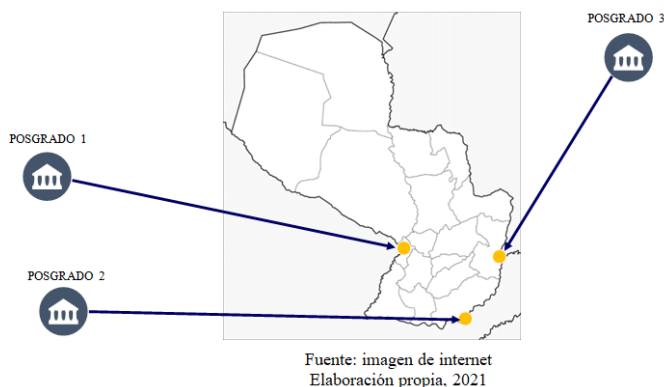 POSGRADO 3
POSGRADO 1
POSGRADO 2
Fuente: imagen de internet
Elaboración propia, 2021